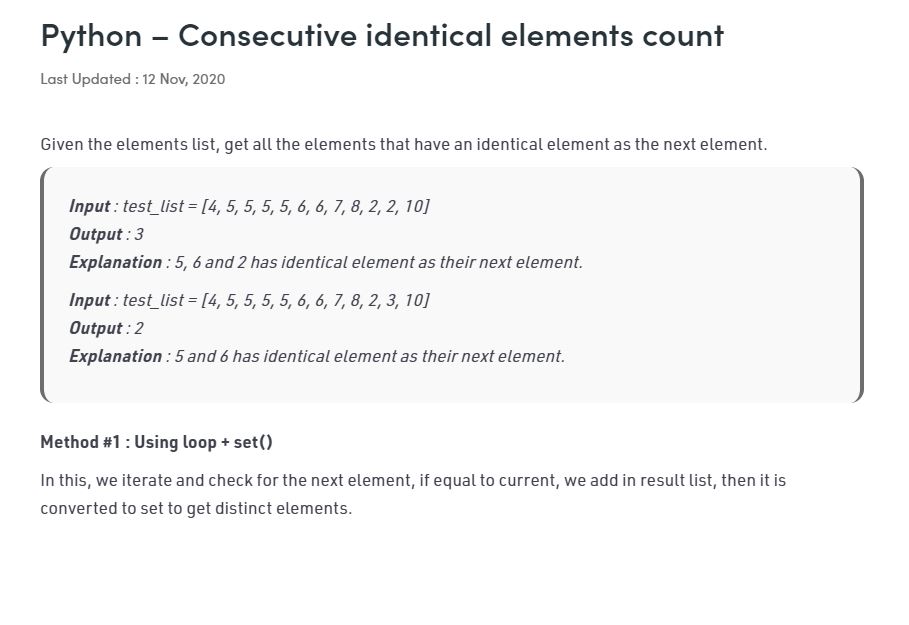 Python – Consecutive identical elements count
Last Updated : 12 Nov, 2020
Given the elements list, get all the elements that have an identical element as the next element.
Input : test_list = [4, 5, 5, 5, 5, 6, 6, 7, 8, 2, 2, 10]
Output : 3
Explanation : 5, 6 and 2 has identical element as their next element.
Input : test_list = [4, 5, 5, 5, 5, 6, 6, 7, 8, 2, 3, 10]
Output : 2
Explanation : 5 and 6 has identical element as their next element.
Method #1 : Using loop + set()
In this, we iterate and check for the next element, if equal to current, we add in result list, then it is
converted to set to get distinct elements.